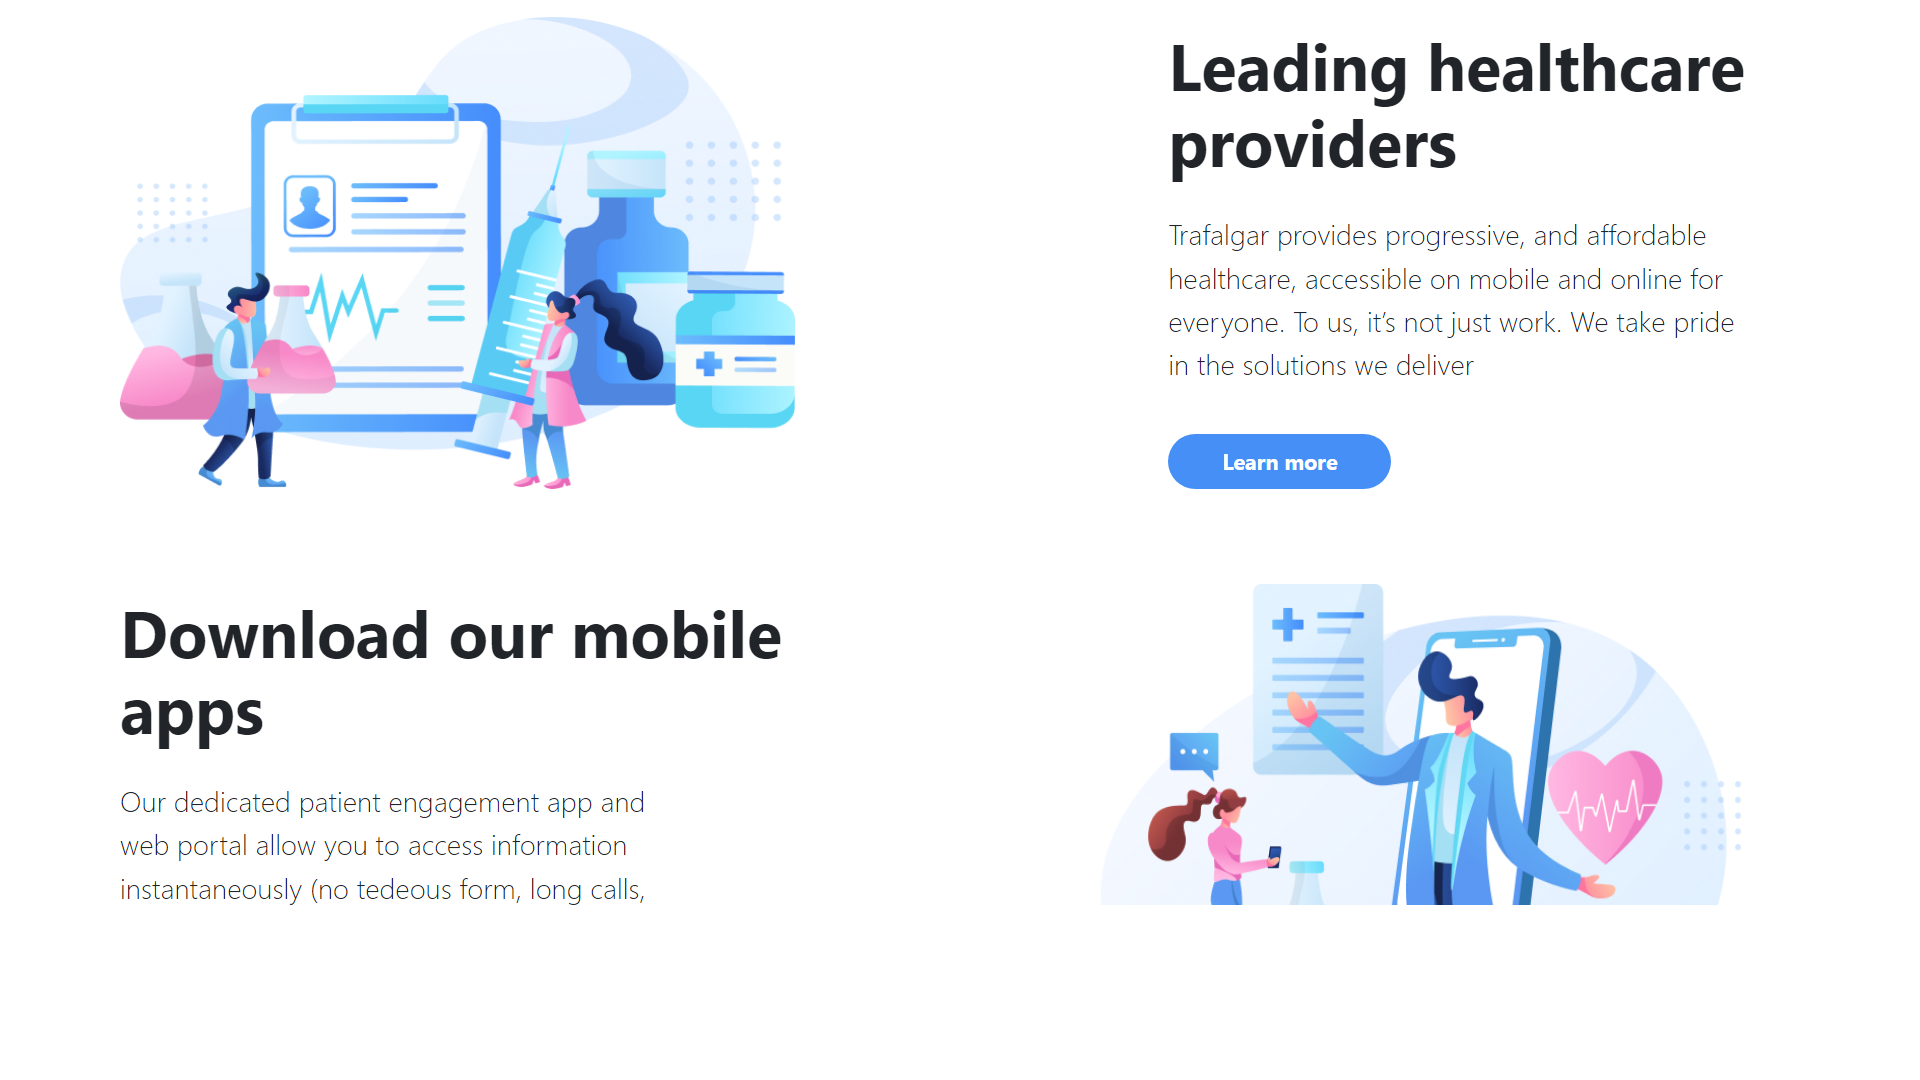 Leading healthcare
providers
Trafalgar provides progressive, and affordable
healthcare, accessible on mobile and online for
everyone. To us, it’s not just work. We take pride
in the solutions we deliver
Learn more
Download our mobile
apps
Our dedicated patient engagement app and
web portal allow you to access information
instantaneously (no tedeous form, long calls,